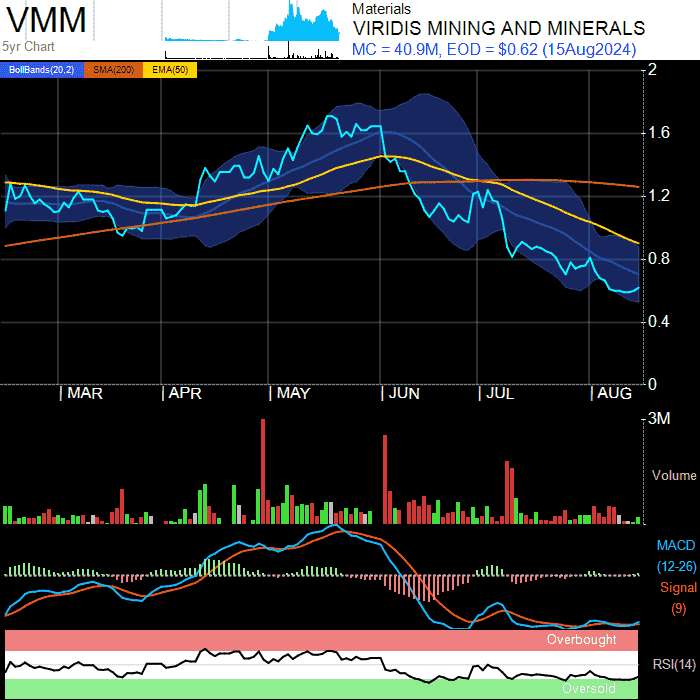 VMM
5yr Chart
Materials
VIRIDIS MINING AND MINERALS
MC = 40.9M, EOD = $0.62 (15Aug2024)
BollBands(20,2) SMA(200) EMA(50)
2
1.6
1.2
0.8
0.4
0
MAR APR MAY JUN JUL AUG
3M
Volume
MACD
(12-26)
Signal
(9)
Overbought
RSI(14)
Oversold